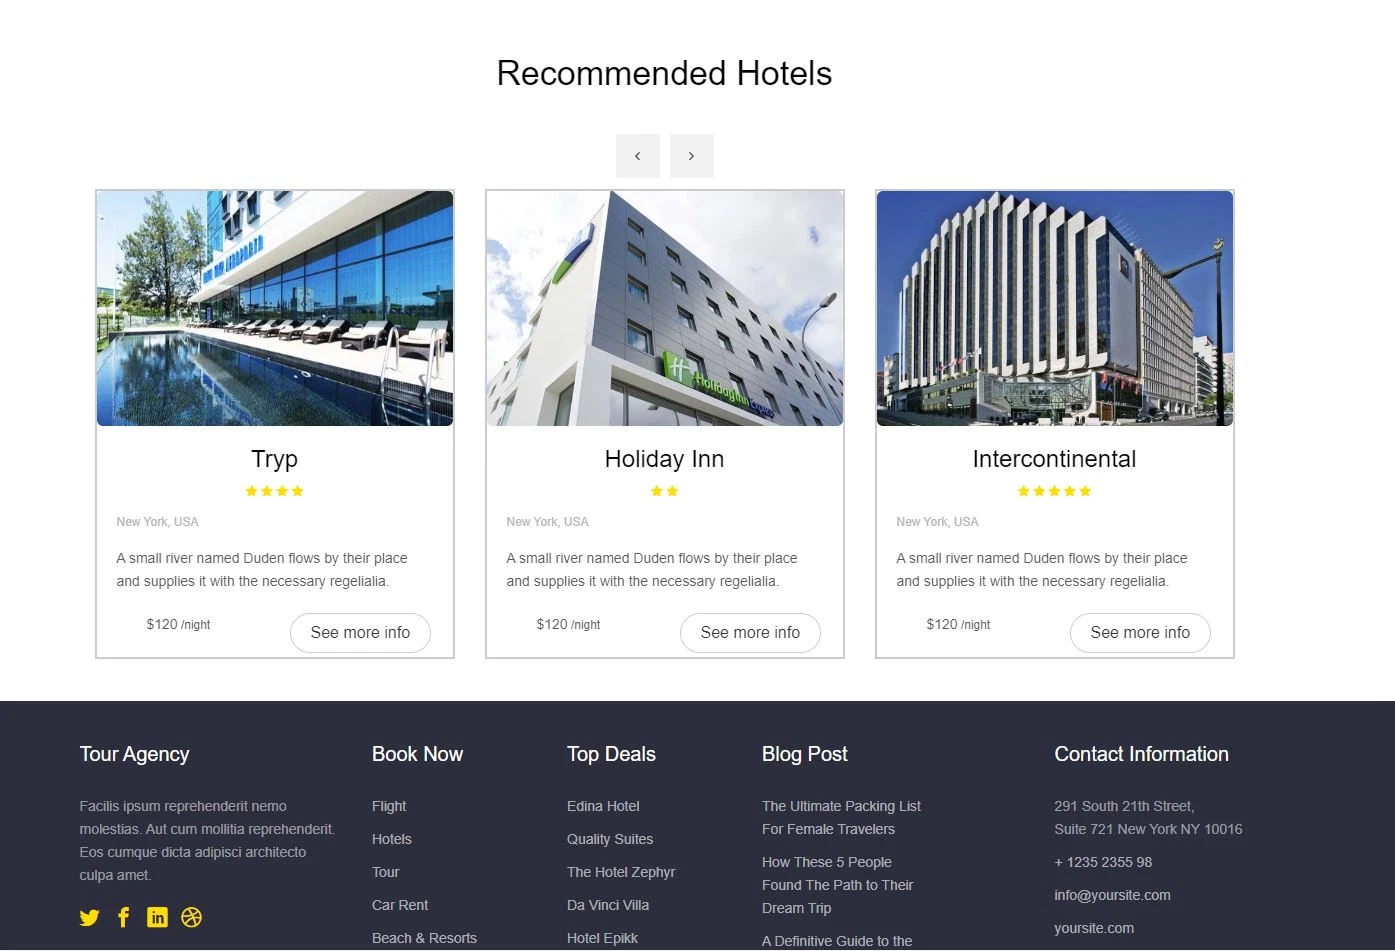 Recommended Hotels
Holiday Inn
Tryp
New York, USA
A small river named Duden flows by their place
and supplies it with the necessary regelialia.
$120 /night
See more info
Holiday Inn
New York, USA
A small river named Duden flows by their place
and supplies it with the necessary regelialia.
$120 /night
See more info
Intercontinental
New York, USA
A small river named Duden flows by their place
and supplies it with the necessary regelialia.
$120 /night
See more info
Tour Agency
Facilis ipsum reprehenderit nemo
molestias. Aut cum mollitia reprehenderit.
Eos cumque dicta adipisci architecto
culpa amet.
Book Now
Flight
Hotels
Tour
Car Rent
Beach & Resorts
Top Deals
Edina Hotel
Quality Suites
The Hotel Zephyr
Da Vinci Villa
Hotel Epikk
Blog Post
The Ultimate Packing List
For Female Travelers
How These 5 People
Found The Path to Their
Dream Trip
A Definitive Guide to the
Contact Information
291 South 21th Street,
Suite 721 New York NY 10016
+ 1235 2355 98
info@yoursite.com
yoursite.com